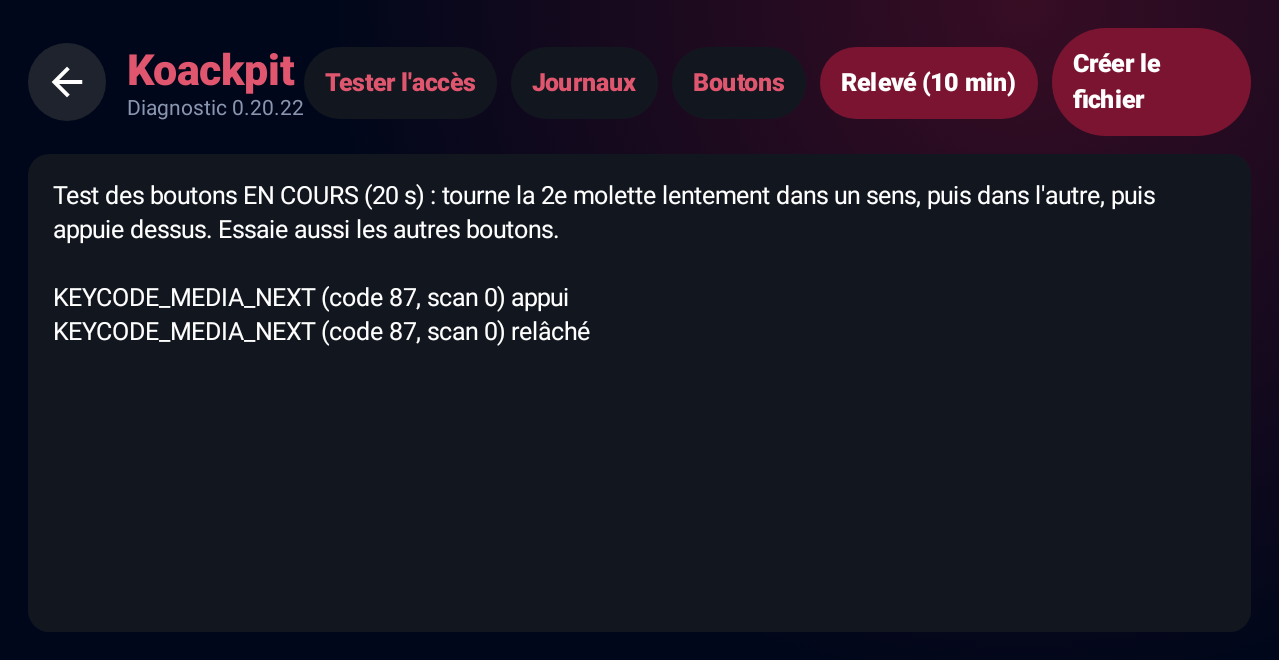 Koackpit
Diagnostic 0.20.22
Tester l'accès
Journaux
Boutons
Relevé (10 min)
Créer le
fichier
Test des boutons EN COURS (20 s) : tourne la 2e molette lentement dans un sens, puis dans l'autre, puis
appuie dessus. Essaie aussi les autres boutons.
KEYCODE_MEDIA_NEXT (code 87, scan 0) appui
KEYCODE_MEDIA_NEXT (code 87, scan 0) relâché